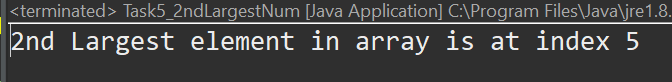 <terminated> Task5_2ndLargestNum [Java Application] C:\Program Files\Java\jre1.8.
2nd Largest element in array is at index 5